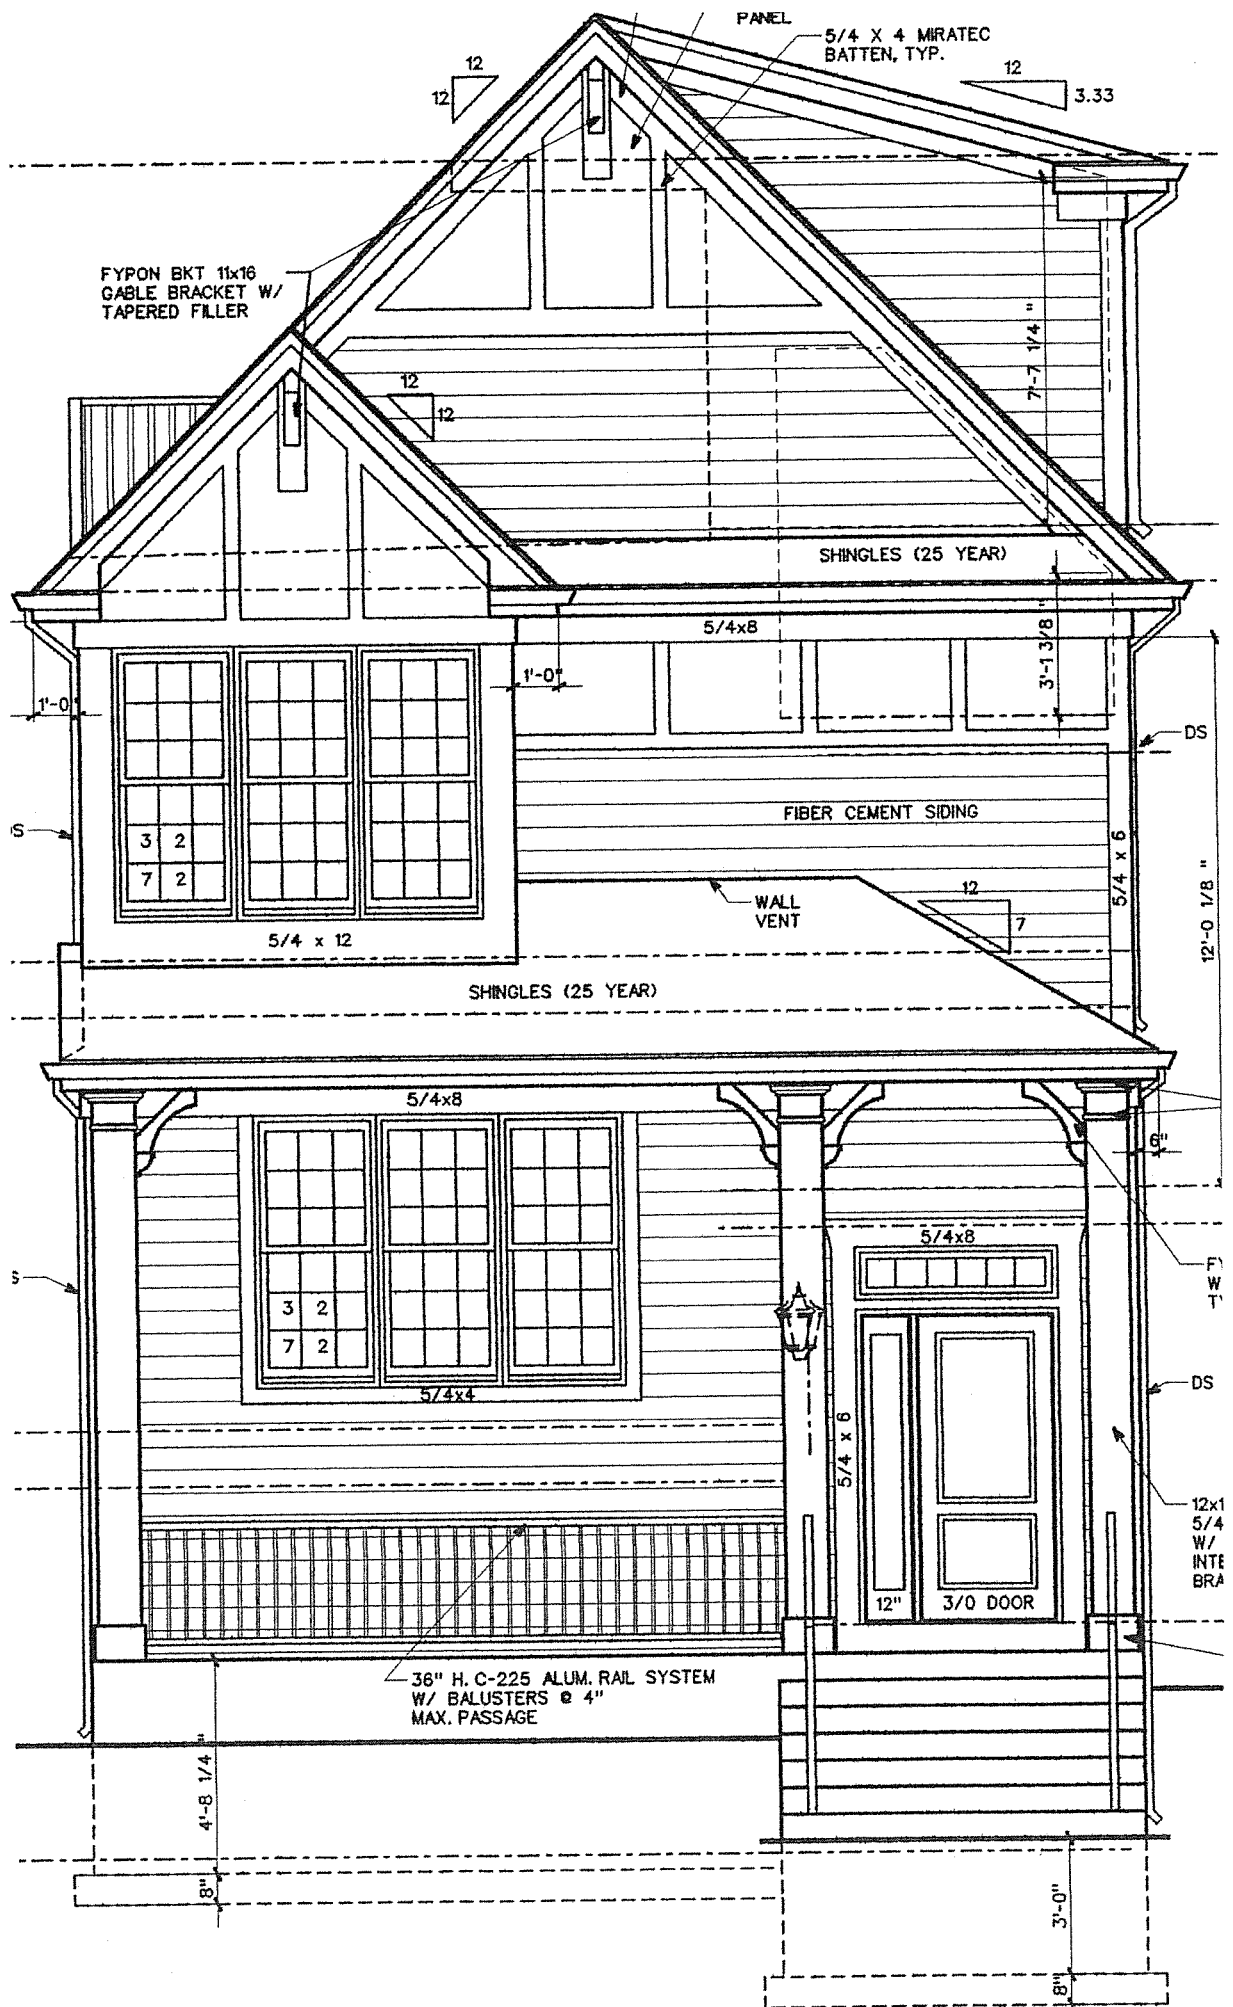 PANEL
5/4 X 4 MIRATEC
BATTEN, TYP.
12
12
12
3.33
FYPON BKT 11x16
GABLE BRACKET W/
TAPERED FILLER
7'-7 1/4"
12
12
SHINGLES (25 YEAR)
5/4x8
3'-1 3/8"
1'-0"
1'-0"
DS
FIBER CEMENT SIDING
5/4 x 6
3 2
7 2
12'-0 1/8"
WALL
VENT
12
7
5/4 x 12
SHINGLES (25 YEAR)
5/4x8
6"
5/4x8
3 2
7 2
5/4x4
DS
5/4 x 6
12"
3/0 DOOR
5/4
W/
36" H. C-225 ALUM. RAIL SYSTEM
W/ BALUSTERS @ 4"
MAX. PASSAGE
4'-8 1/4"
8"
3'-0"
8"